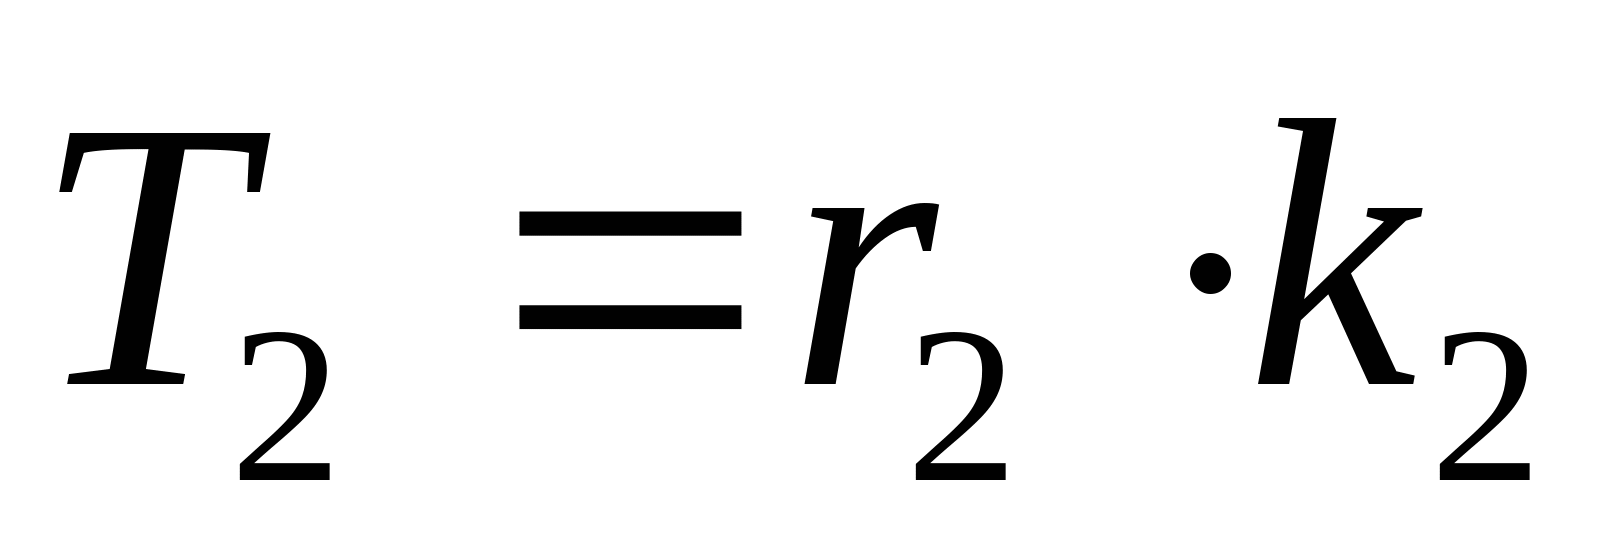 T₂ = r₂ · k₂